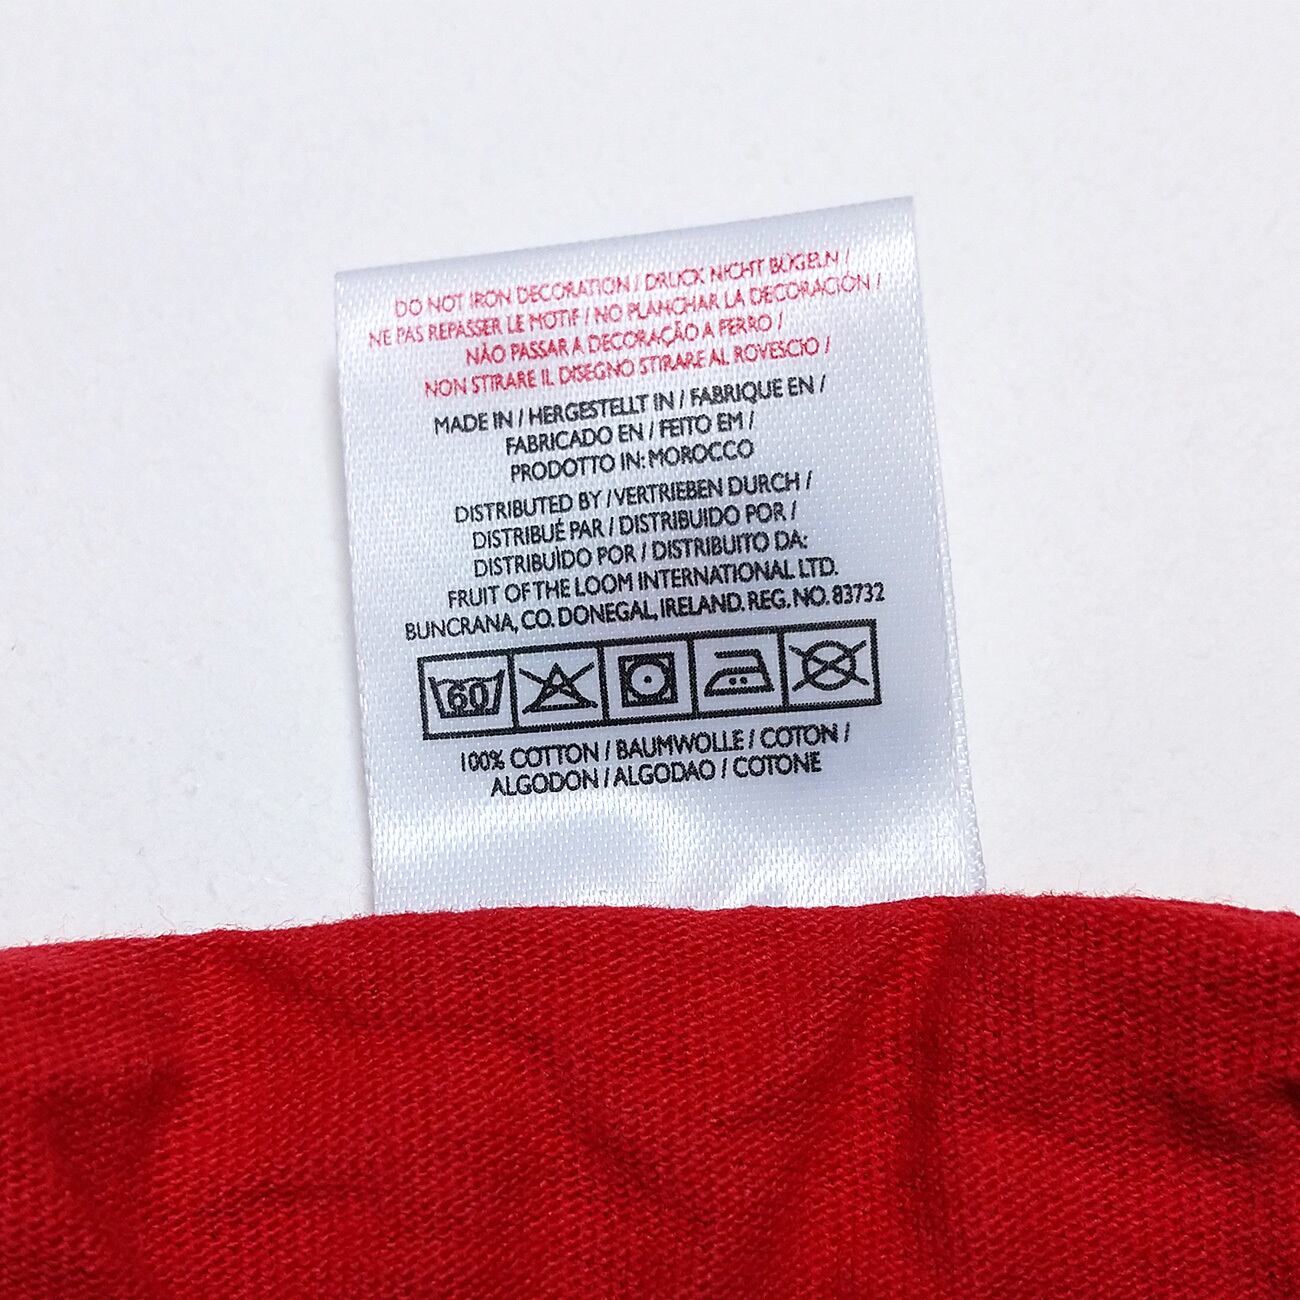 DO NOT IRON DECORATION / DRUCK NICHT BÜGELN /
NE PAS REPASSER LE MOTIF / NO PLANCHAR LA DECORACIÓN /
NÃO PASSAR A DECORAÇÃO A FERRO /
NON STIRARE IL DISEGNO STIRARE AL ROVESCIO /
MADE IN / HERGESTELLT IN / FABRIQUE EN /
FABRICADO EN / FEITO EM /
PRODOTTO IN: MOROCCO
DISTRIBUTED BY / VERTRIEBEN DURCH /
DISTRIBUÉ PAR / DISTRIBUIDO POR /
DISTRIBUÍDO POR / DISTRIBUITO DA:
FRUIT OF THE LOOM INTERNATIONAL LTD.
BUNCRANA, CO. DONEGAL, IRELAND. REG. NO. 83732
60
100% COTTON / BAUMWOLLE / COTON /
ALGODON / ALGODAO / COTONE